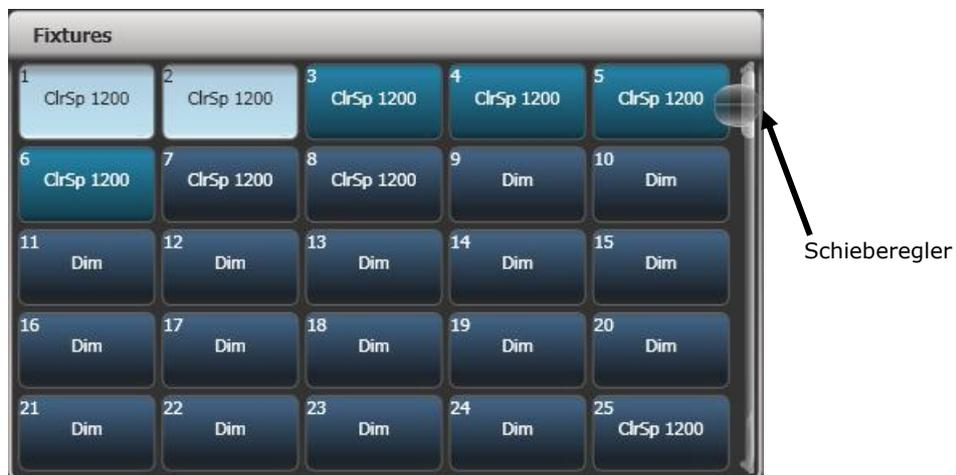 Fixtures
1 ClrSp 1200
2 ClrSp 1200
3 ClrSp 1200
4 ClrSp 1200
5 ClrSp 1200
6 ClrSp 1200
7 ClrSp 1200
8 ClrSp 1200
9 Dim
10 Dim
11 Dim
12 Dim
13 Dim
14 Dim
15 Dim
16 Dim
17 Dim
18 Dim
19 Dim
20 Dim
21 Dim
22 Dim
23 Dim
24 Dim
25 ClrSp 1200
Schieberegler